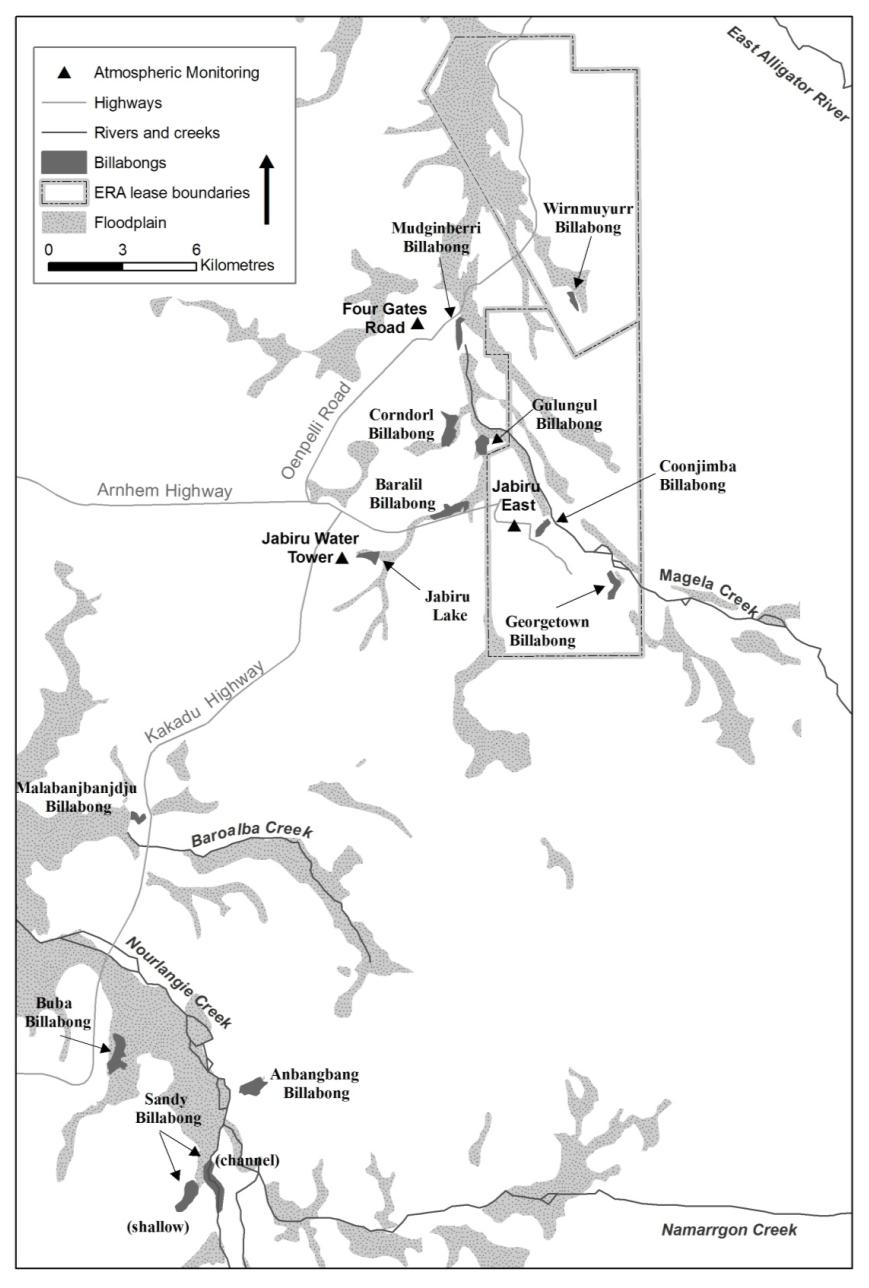 East Alligator River
Atmospheric Monitoring
Highways
Rivers and creeks
Billabongs
ERA lease boundaries
Floodplain
0 3 6
Kilometres
Wirnmuyurr
Billabong
Mudginberri
Billabong
Four Gates
Road
Oenpelli Road
Corndorl
Billabong
Gulungul
Billabong
Coonjimba
Billabong
Arnhem Highway
Baralil
Billabong
Jabiru
East
Jabiru Water
Tower
Jabiru
Lake
Magela Creek
Georgetown
Billabong
Kakadu Highway
Malabanjbanjdju
Billabong
Baroalba Creek
Nourlangie Creek
Buba
Billabong
Anbangbang
Billabong
Sandy
Billabong
(channel)
(shallow)
Namarrgon Creek